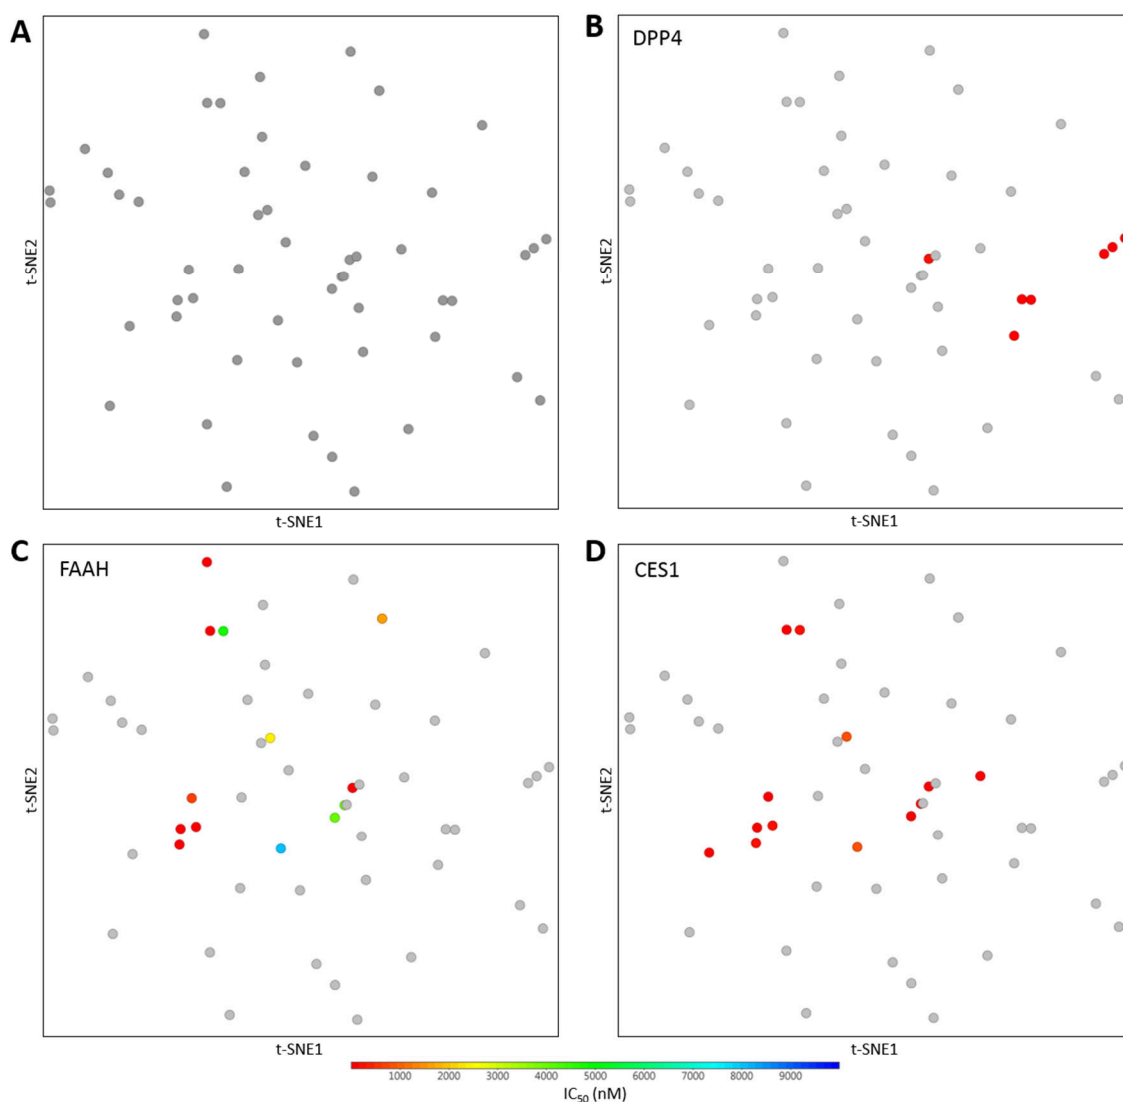 A
t-SNE2
t-SNE1
B
DPP4
t-SNE2
t-SNE1
C
FAAH
t-SNE2
t-SNE1
D
CES1
t-SNE2
t-SNE1
1000 2000 3000 4000 5000 6000 7000 8000 9000
IC50 (nM)